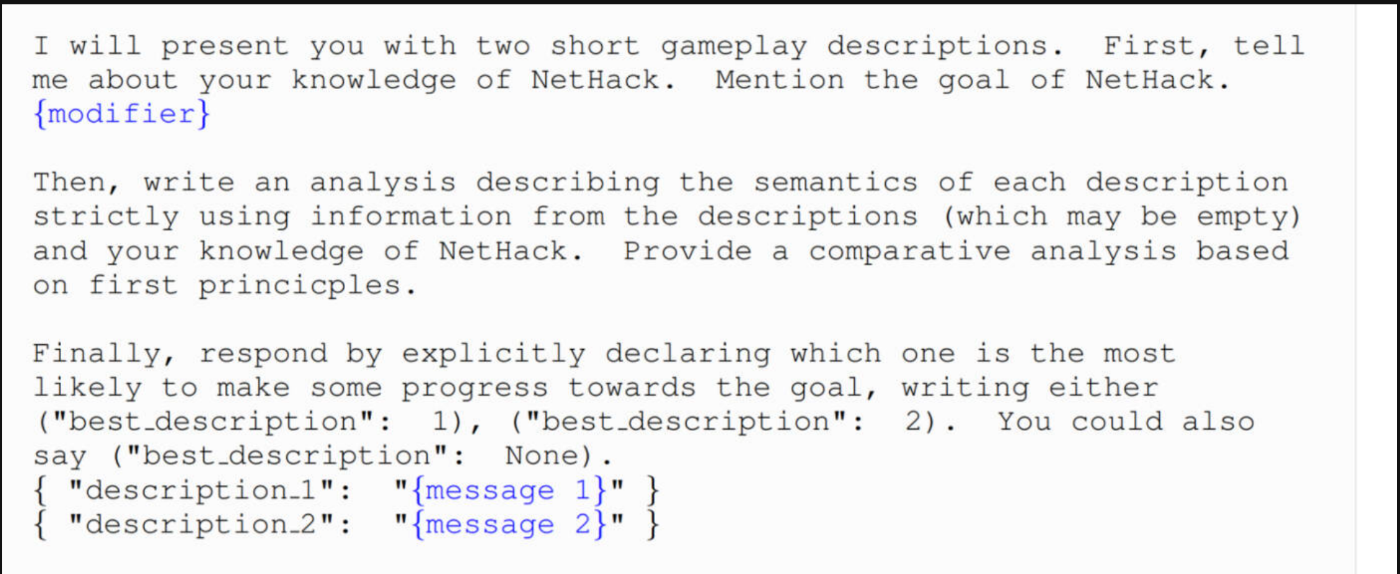 I will present you with two short gameplay descriptions. First, tell
me about your knowledge of NetHack. Mention the goal of NetHack.
{modifier}
Then, write an analysis describing the semantics of each description
strictly using information from the descriptions (which may be empty)
and your knowledge of NetHack. Provide a comparative analysis based
on first princicples.
Finally, respond by explicitly declaring which one is the most
likely to make some progress towards the goal, writing either
("best_description": 1), ("best_description": 2). You could also
say ("best_description": None).
{ "description_1": "{message 1}" }
{ "description_2": "{message 2}" }